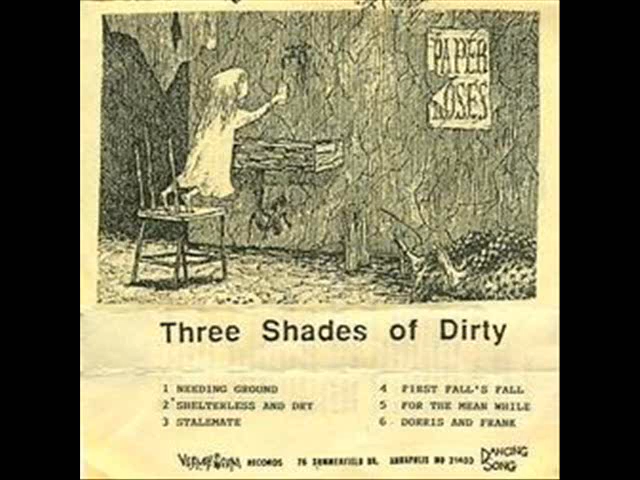 PAPER
ROSES
Three Shades of Dirty
1 NEEDING GROUND
2 SHELTERLESS AND DRY
3 STALEMATE
4 FIRST FALL'S FALL
5 FOR THE MEAN WHILE
6 DORRIS AND FRANK
RECORDS 76 SUMMERFIELD DR. ANNAPOLIS MD 21403 DANCING SONG